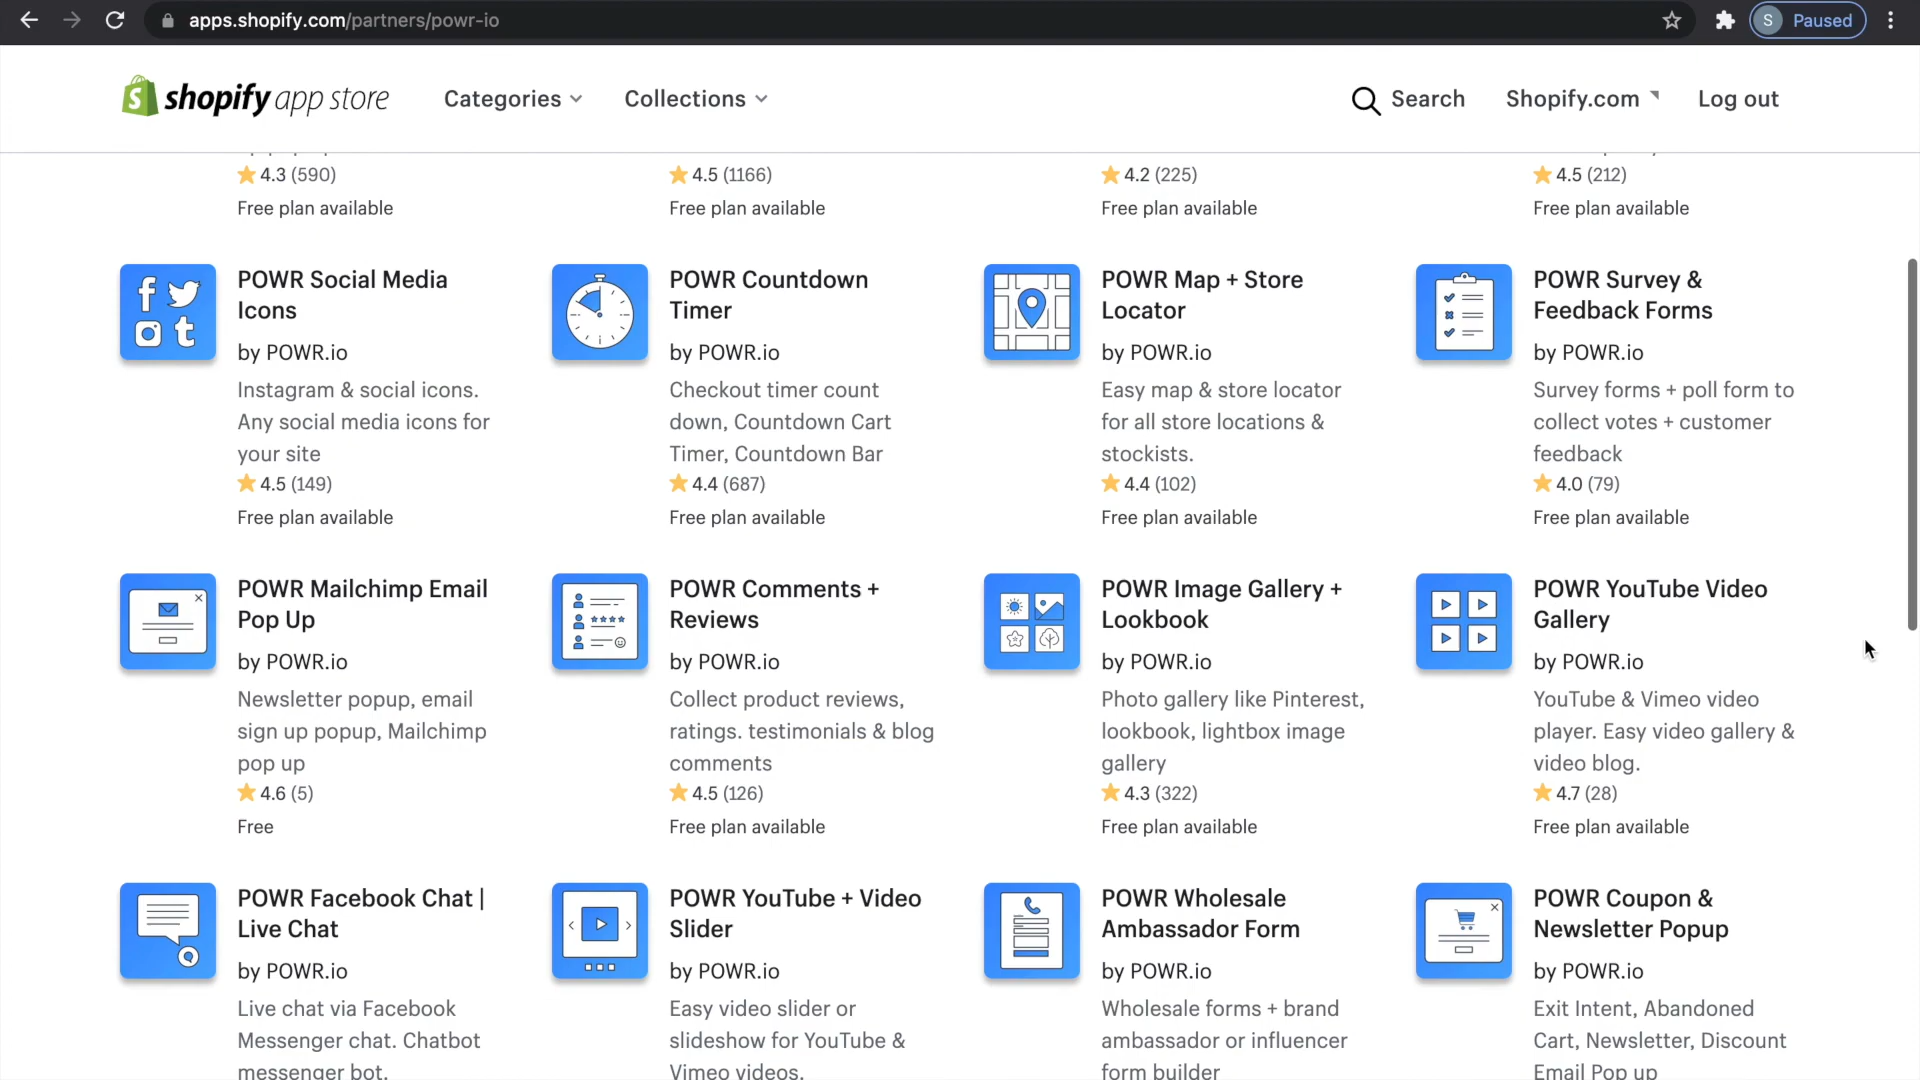 apps.shopify.com/partners/powr-io
S Paused
shopify app store Categories Collections Search Shopify.com Log out
4.3 (590)
Free plan available
4.5 (1166)
Free plan available
4.2 (225)
Free plan available
4.5 (212)
Free plan available
POWR Social Media
Icons
by POWR.io
Instagram & social icons.
Any social media icons for
your site
4.5 (149)
Free plan available
POWR Countdown
Timer
by POWR.io
Checkout timer count
down, Countdown Cart
Timer, Countdown Bar
4.4 (687)
Free plan available
POWR Map + Store
Locator
by POWR.io
Easy map & store locator
for all store locations &
stockists.
4.4 (102)
Free plan available
POWR Survey &
Feedback Forms
by POWR.io
Survey forms + poll form to
collect votes + customer
feedback
4.0 (79)
Free plan available
POWR Mailchimp Email
Pop Up
by POWR.io
Newsletter popup, email
sign up popup, Mailchimp
pop up
4.6 (5)
Free
POWR Comments +
Reviews
by POWR.io
Collect product reviews,
ratings. testimonials & blog
comments
4.5 (126)
Free plan available
POWR Image Gallery +
Lookbook
by POWR.io
Photo gallery like Pinterest,
lookbook, lightbox image
gallery
4.3 (322)
Free plan available
POWR YouTube Video
Gallery
by POWR.io
YouTube & Vimeo video
player. Easy video gallery &
video blog.
4.7 (28)
Free plan available
POWR Facebook Chat |
Live Chat
by POWR.io
Live chat via Facebook
Messenger chat. Chatbot
messenger bot.
POWR YouTube + Video
Slider
by POWR.io
Easy video slider or
slideshow for YouTube &
Vimeo videos.
POWR Wholesale
Ambassador Form
by POWR.io
Wholesale forms + brand
ambassador or influencer
form builder
POWR Coupon &
Newsletter Popup
by POWR.io
Exit Intent, Abandoned
Cart, Newsletter, Discount
Email Pop up